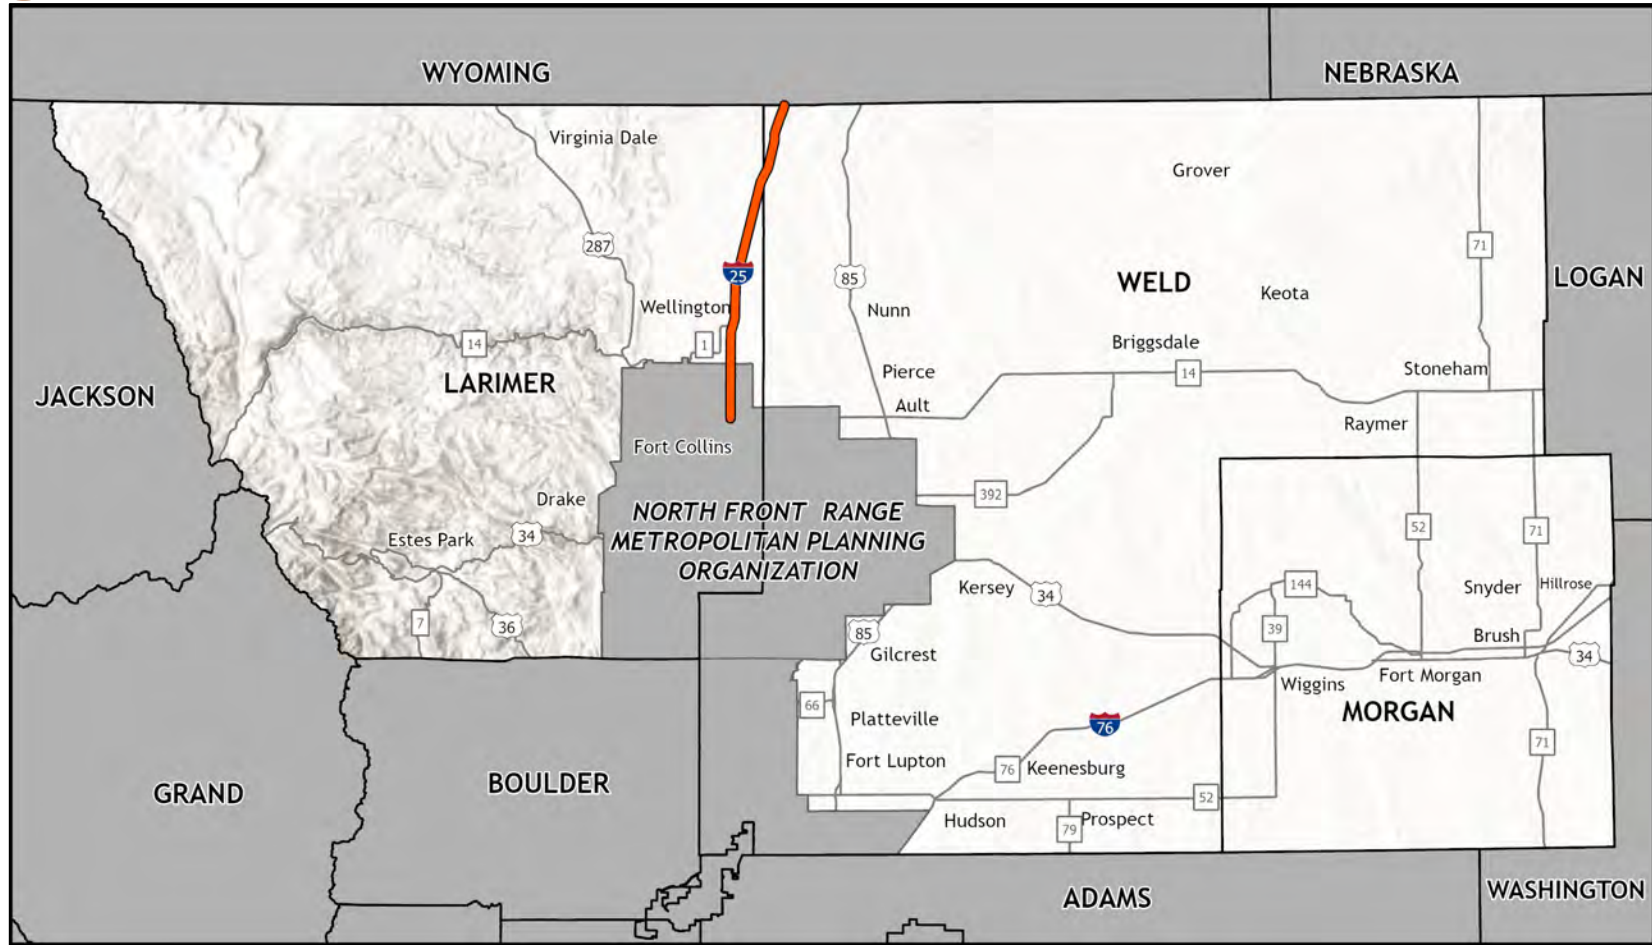 WYOMING
NEBRASKA
Virginia Dale
Grover
287
71
25
85
WELD
LOGAN
Keota
Wellington
Nunn
1
14
Briggsdale
Pierce
Stoneham
14
LARIMER
JACKSON
Ault
Raymer
Fort Collins
Drake
392
NORTH FRONT RANGE
METROPOLITAN PLANNING
ORGANIZATION
52
71
34
Estes Park
Kersey
34
144
Snyder
Hillrose
7
36
85
39
Brush
Gilcrest
34
Wiggins
Fort Morgan
66
Platteville
MORGAN
76
71
Fort Lupton
76
Keenesburg
BOULDER
GRAND
52
Hudson
79
Prospect
ADAMS
WASHINGTON